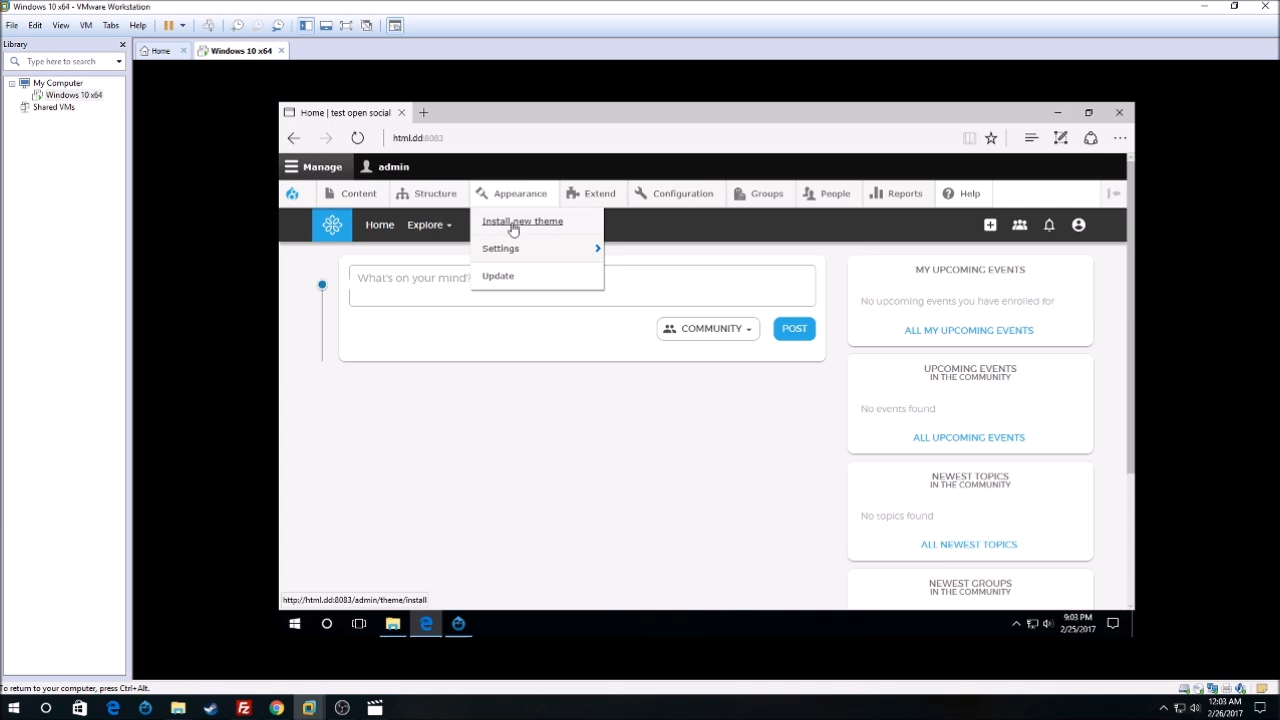 Windows 10 x64 - VMware Workstation
File Edit View VM Tabs Help
Library
Type here to search
My Computer
Windows 10 x64
Shared VMs
Home
Windows 10 x64
Home | test open social
html.dd:8083
Manage admin
Content Structure Appearance Extend Configuration Groups People Reports Help
Home Explore
Install new theme
Settings
Update
What's on your mind?
COMMUNITY
POST
MY UPCOMING EVENTS
No upcoming events you have enrolled for
ALL MY UPCOMING EVENTS
UPCOMING EVENTS
IN THE COMMUNITY
No events found
ALL UPCOMING EVENTS
NEWEST TOPICS
IN THE COMMUNITY
No topics found
ALL NEWEST TOPICS
NEWEST GROUPS
IN THE COMMUNITY
http://html.dd:8083/admin/theme/install
9:03 PM
2/25/2017
To return to your computer, press Ctrl+Alt.
12:03 AM
2/26/2017